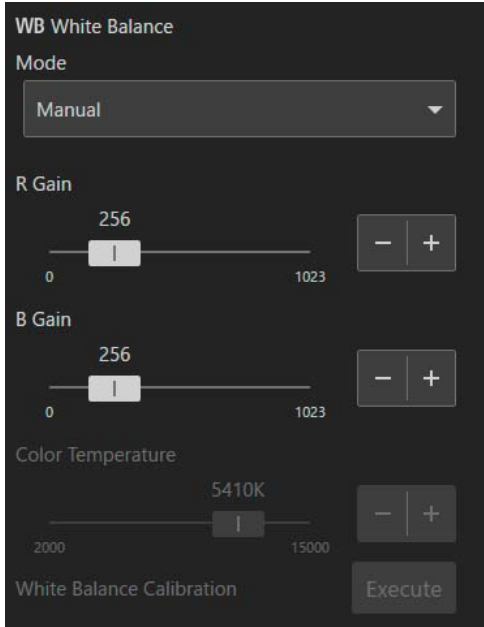 WB White Balance
Mode
Manual
R Gain
256
− +
0 1023
B Gain
256
− +
0 1023
Color Temperature
5410K
− +
2000 15000
White Balance Calibration Execute